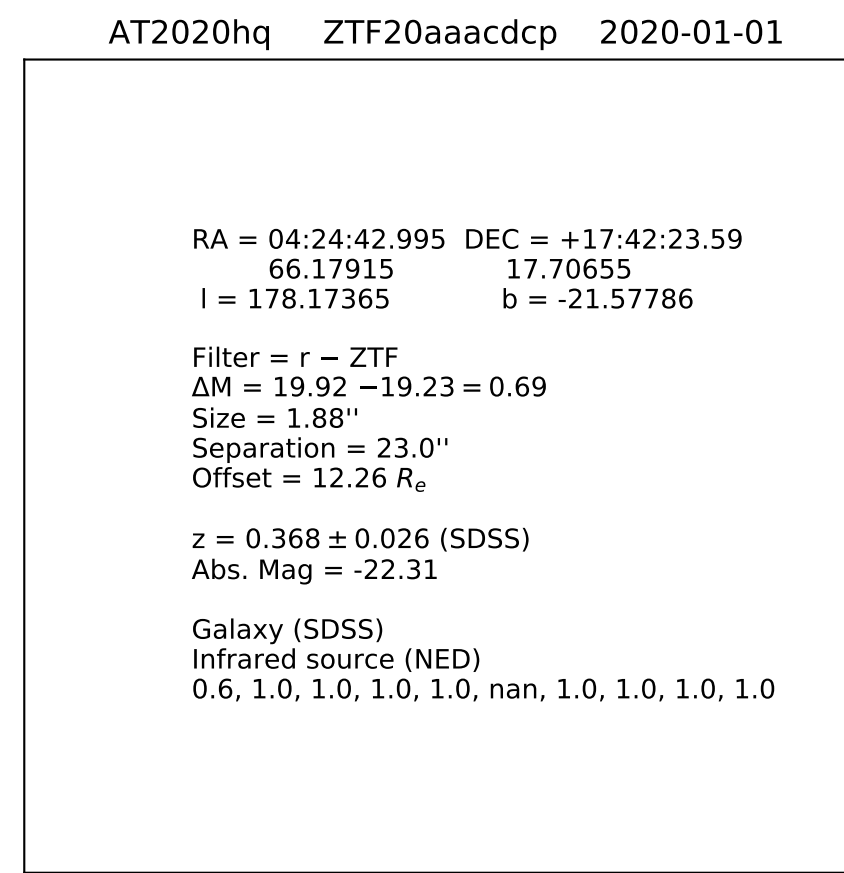 AT2020hq ZTF20aaacdcp 2020-01-01
RA = 04:24:42.995 DEC = +17:42:23.59
66.17915 17.70655
l = 178.17365 b = -21.57786
Filter = r − ZTF
ΔM = 19.92 −19.23 = 0.69
Size = 1.88''
Separation = 23.0''
Offset = 12.26 Re
z = 0.368 ± 0.026 (SDSS)
Abs. Mag = -22.31
Galaxy (SDSS)
Infrared source (NED)
0.6, 1.0, 1.0, 1.0, 1.0, nan, 1.0, 1.0, 1.0, 1.0